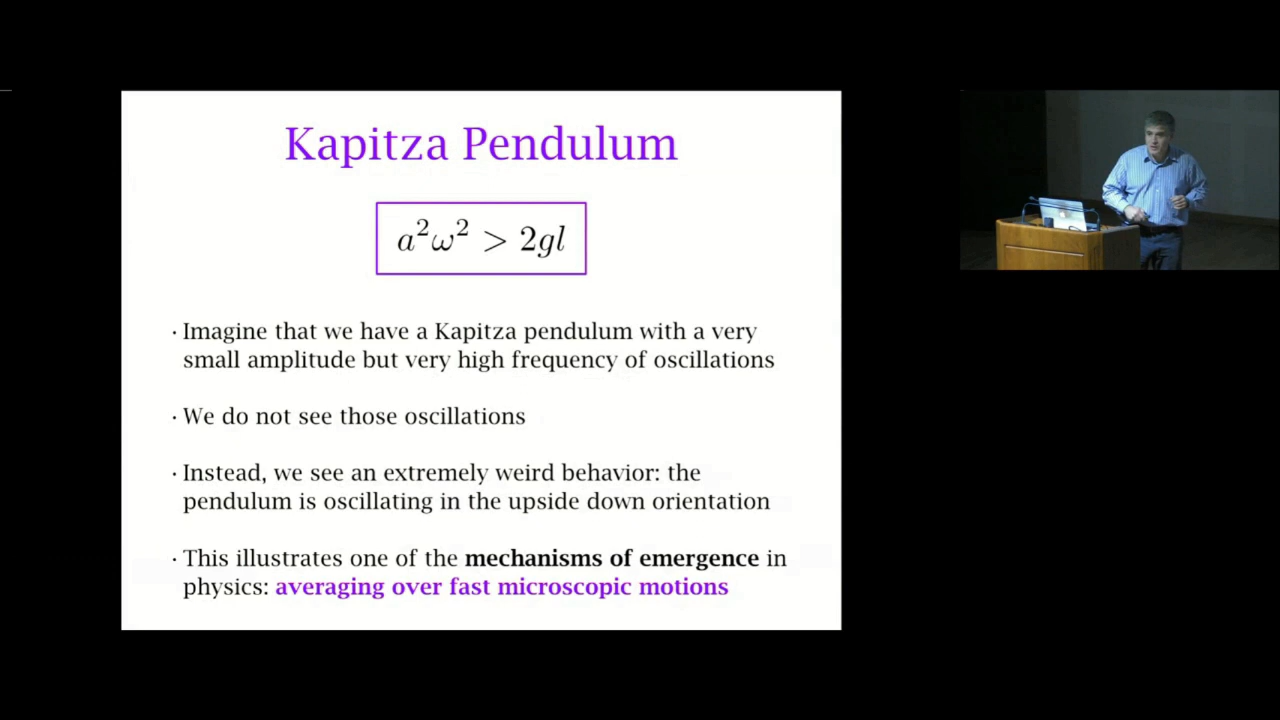 Kapitza Pendulum
a²ω² > 2gl
· Imagine that we have a Kapitza pendulum with a very
small amplitude but very high frequency of oscillations
· We do not see those oscillations
· Instead, we see an extremely weird behavior: the
pendulum is oscillating in the upside down orientation
· This illustrates one of the mechanisms of emergence in
physics: averaging over fast microscopic motions